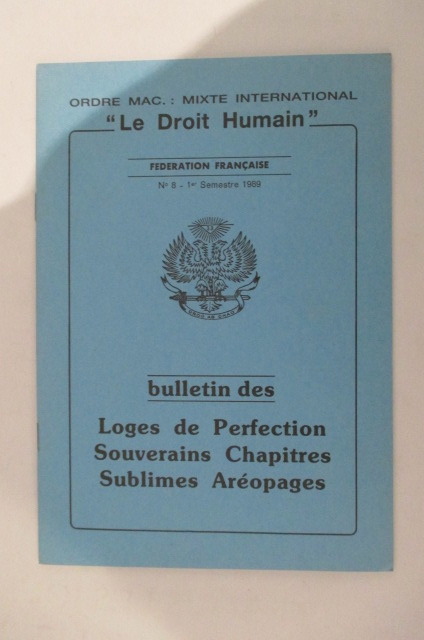 ORDRE MAC. : MIXTE INTERNATIONAL
"Le Droit Humain"
FEDERATION FRANÇAISE
No 8 - 1er Semestre 1989
bulletin des
Loges de Perfection
Souverains Chapitres
Sublimes Aréopages